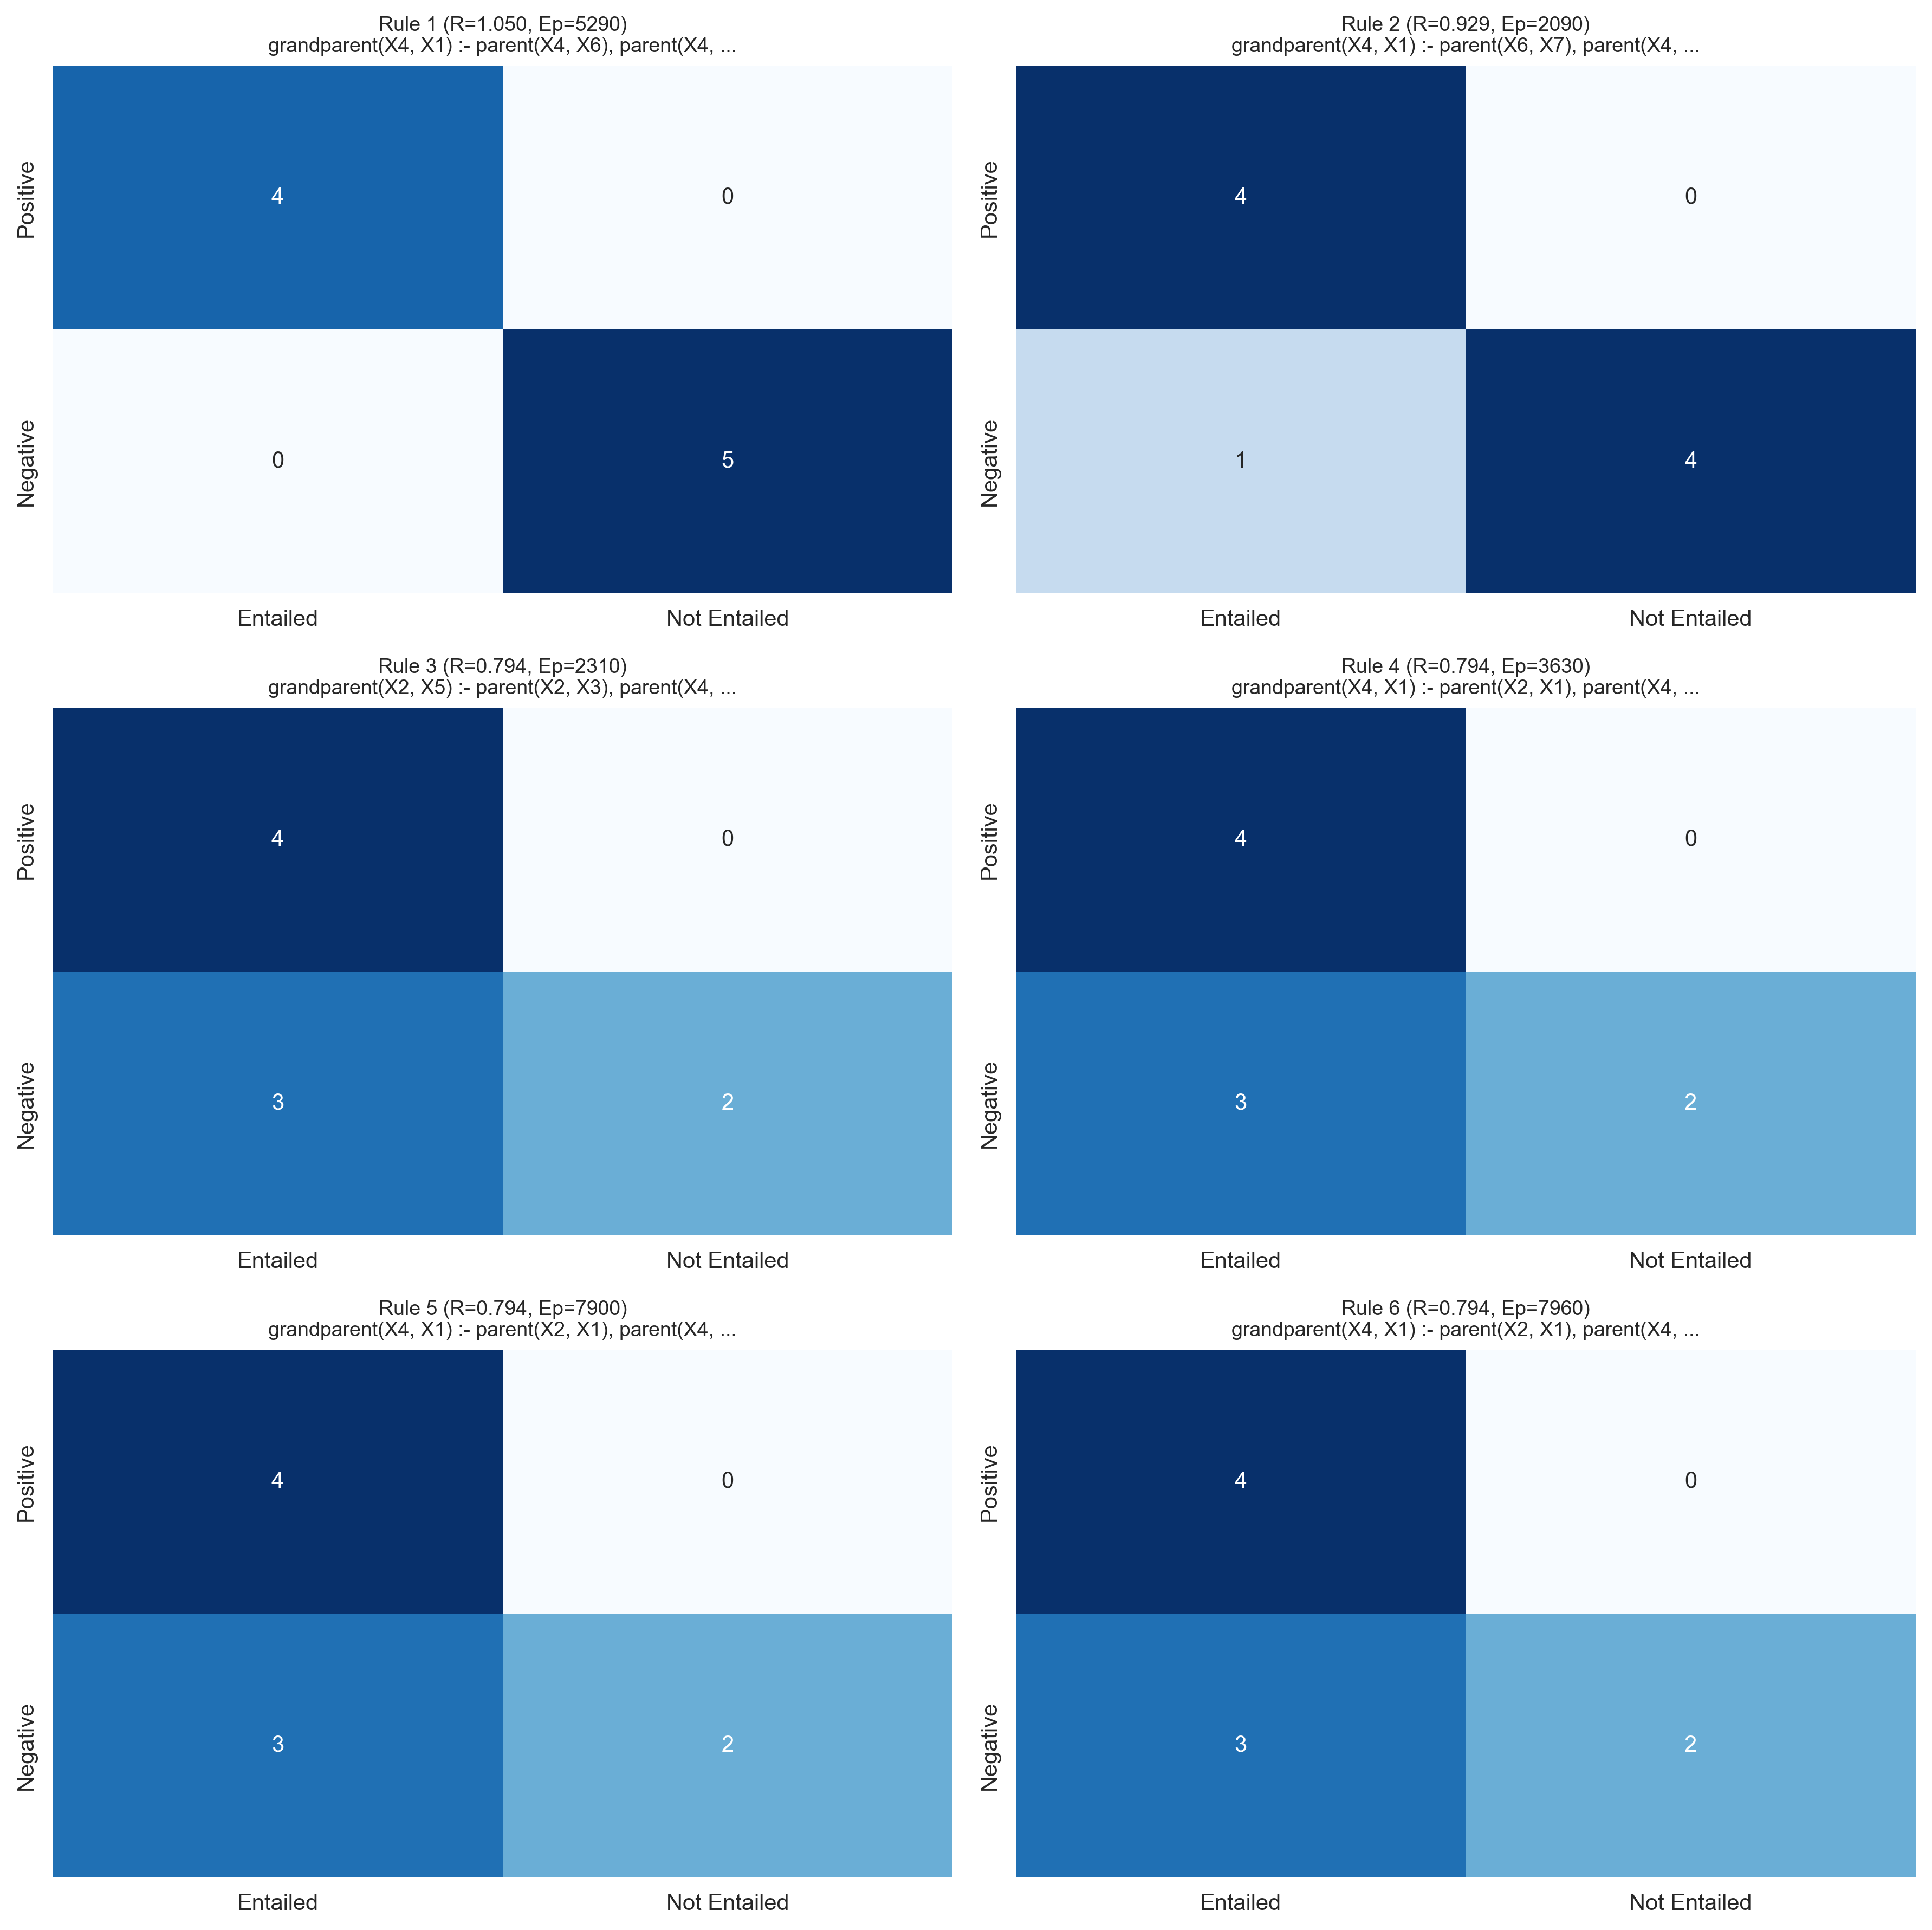 Rule 1 (R=1.050, Ep=5290)
grandparent(X4, X1) :- parent(X4, X6), parent(X4, ...
Positive
4
0
Negative
0
5
Entailed
Not Entailed
Rule 2 (R=0.929, Ep=2090)
grandparent(X4, X1) :- parent(X6, X7), parent(X4, ...
Positive
4
0
Negative
1
4
Entailed
Not Entailed
Rule 3 (R=0.794, Ep=2310)
grandparent(X2, X5) :- parent(X2, X3), parent(X4, ...
Positive
4
0
Negative
3
2
Entailed
Not Entailed
Rule 4 (R=0.794, Ep=3630)
grandparent(X4, X1) :- parent(X2, X1), parent(X4, ...
Positive
4
0
Negative
3
2
Entailed
Not Entailed
Rule 5 (R=0.794, Ep=7900)
grandparent(X4, X1) :- parent(X2, X1), parent(X4, ...
Positive
4
0
Negative
3
2
Entailed
Not Entailed
Rule 6 (R=0.794, Ep=7960)
grandparent(X4, X1) :- parent(X2, X1), parent(X4, ...
Positive
4
0
Negative
3
2
Entailed
Not Entailed